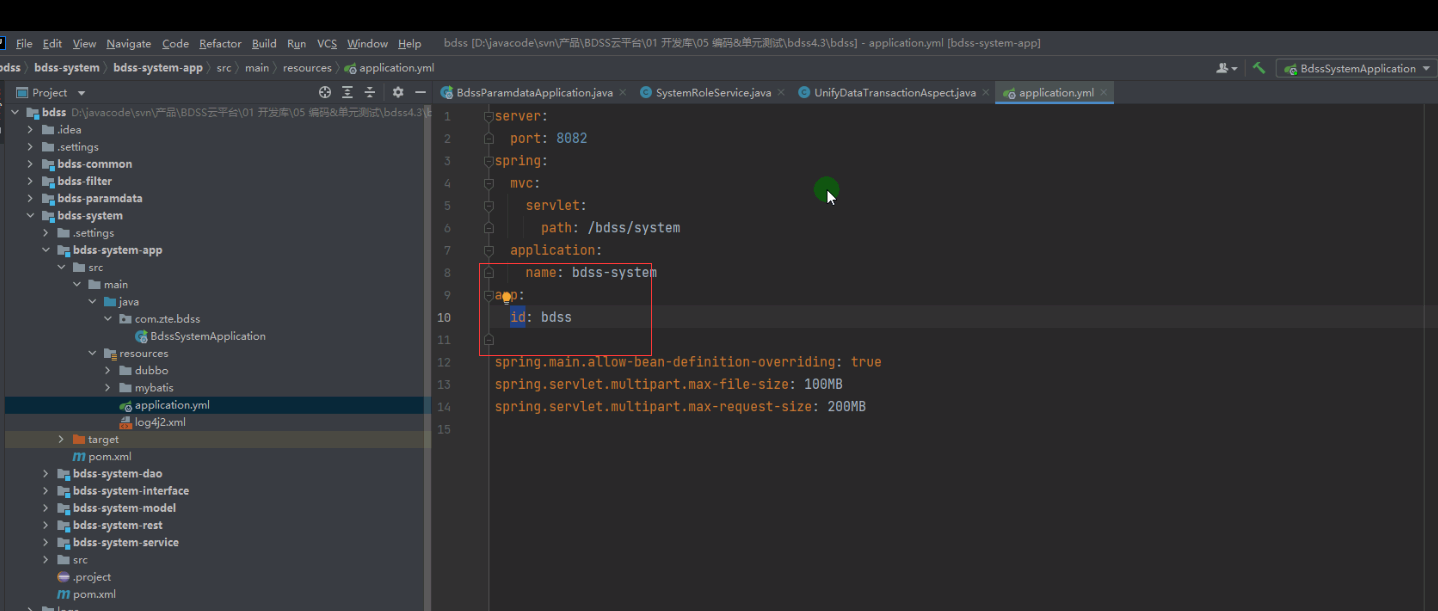 File Edit View Navigate Code Refactor Build Run VCS Window Help bdss [D:\javacode\svn\产品\BDSS云平台\01 开发库\05 编码&单元测试\bdss4.3\bdss] - application.yml [bdss-system-app]
bdss bdss-system bdss-system-app src main resources application.yml BdssSystemApplication
Project BdssParamdataApplication.java SystemRoleService.java UnifyDataTransactionAspect.java application.yml
bdss D:\javacode\svn\产品\BDSS云平台\01 开发库\05 编码&单元测试\bdss4.3\b
.idea
.settings
bdss-common
bdss-filter
bdss-paramdata
bdss-system
.settings
bdss-system-app
src
main
java
com.zte.bdss
BdssSystemApplication
resources
dubbo
mybatis
application.yml
log4j2.xml
target
pom.xml
bdss-system-dao
bdss-system-interface
bdss-system-model
bdss-system-rest
bdss-system-service
src
.project
pom.xml
1 server:
2 port: 8082
3 spring:
4 mvc:
5 servlet:
6 path: /bdss/system
7 application:
8 name: bdss-system
9 app:
10 id: bdss
11
12 spring.main.allow-bean-definition-overriding: true
13 spring.servlet.multipart.max-file-size: 100MB
14 spring.servlet.multipart.max-request-size: 200MB
15